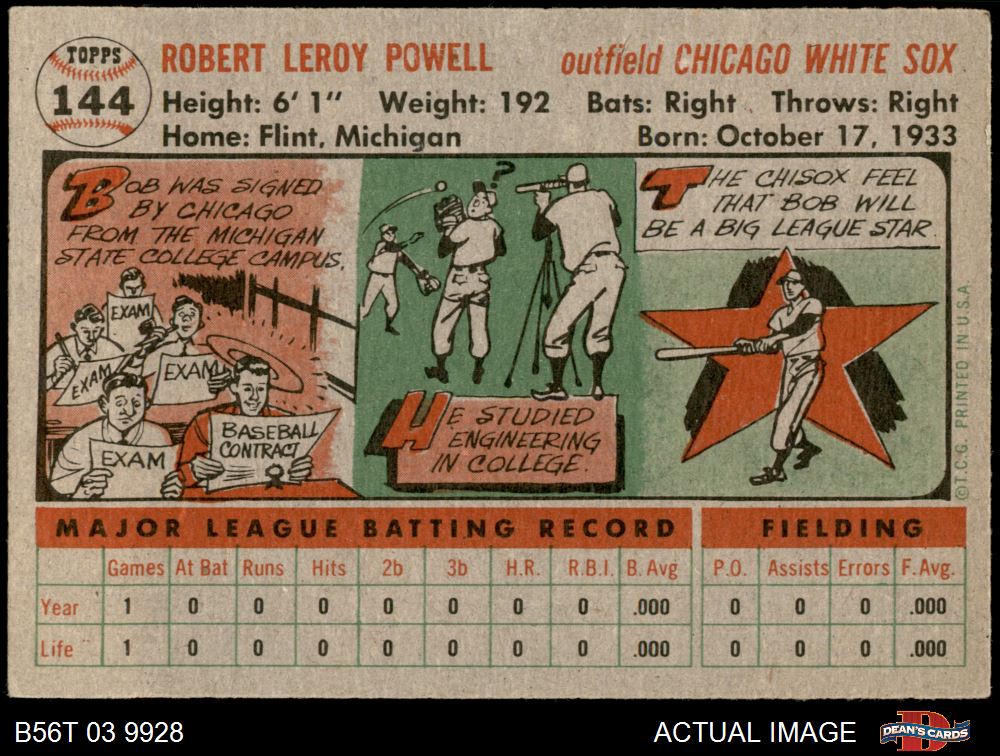 TOPPS
144
ROBERT LEROY POWELL outfield CHICAGO WHITE SOX
Height: 6' 1" Weight: 192 Bats: Right Throws: Right
Home: Flint, Michigan Born: October 17, 1933
BOB WAS SIGNED
BY CHICAGO
FROM THE MICHIGAN
STATE COLLEGE CAMPUS.
EXAM
EXAM
EXAM
EXAM
BASEBALL
CONTRACT
?
HE STUDIED
ENGINEERING
IN COLLEGE.
THE CHISOX FEEL
THAT BOB WILL
BE A BIG LEAGUE STAR.
©T.C.G. PRINTED IN U.S.A.
MAJOR LEAGUE BATTING RECORD FIELDING
Games At Bat Runs Hits 2b 3b H.R. R.B.I. B. Avg P.O. Assists Errors F. Avg.
Year 1 0 0 0 0 0 0 0 .000 0 0 0 .000
Life 1 0 0 0 0 0 0 0 .000 0 0 0 .000
B56T 03 9928 ACTUAL IMAGE
D
DEAN'S CARDS